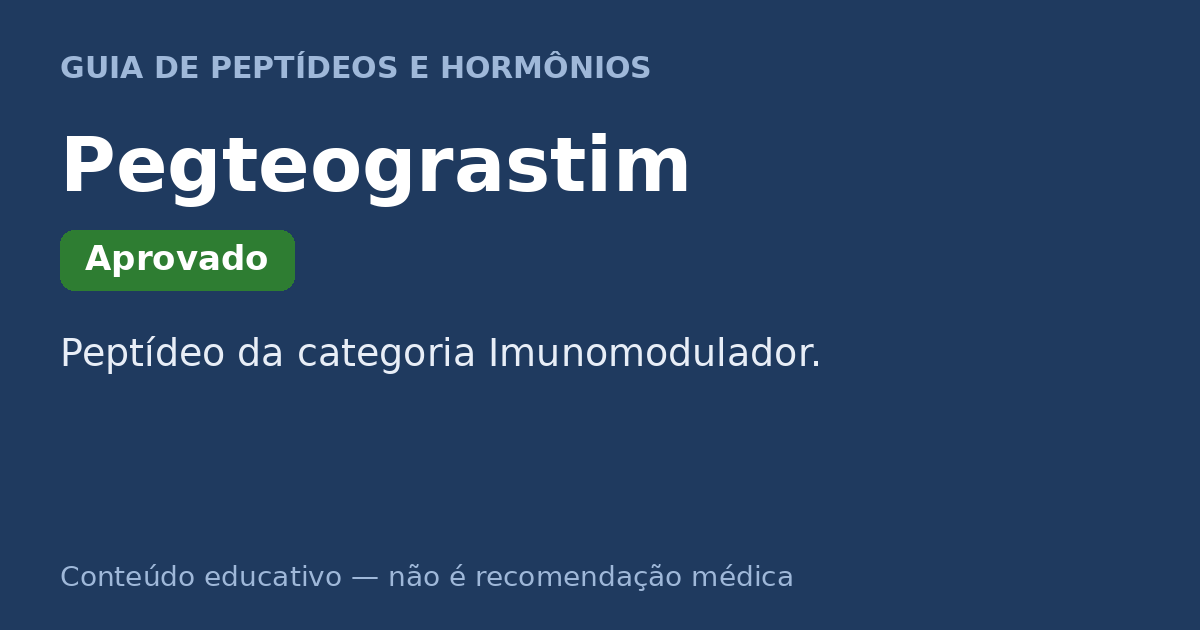 GUIA DE PEPTÍDEOS E HORMÔNIOS
Pegteograstim
Aprovado
Peptídeo da categoria Imunomodulador.
Conteúdo educativo — não é recomendação médica